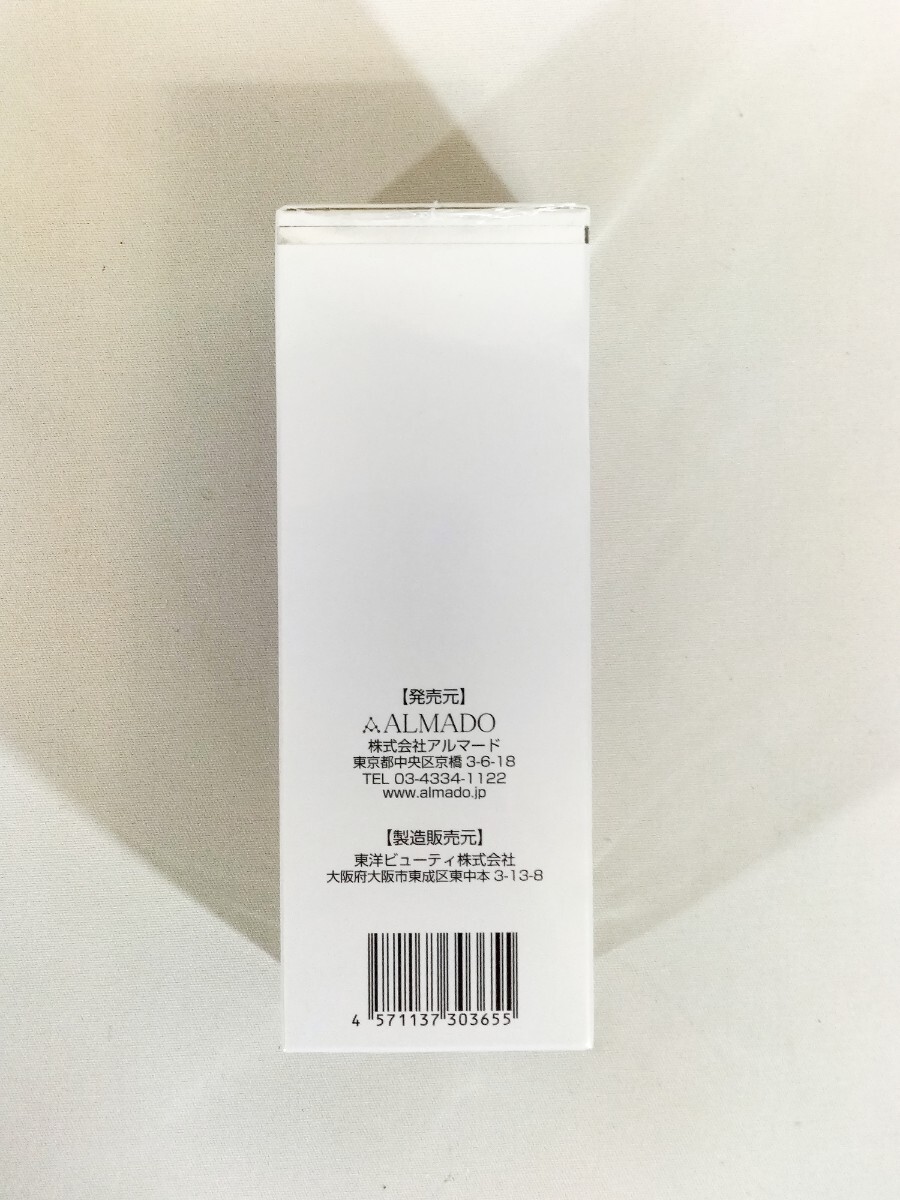 【発売元】
ALMADO
株式会社アルマード
東京都中央区京橋 3-6-18
TEL 03-4334-1122
www.almado.jp
【製造販売元】
東洋ビューティ株式会社
大阪府大阪市東成区東中本 3-13-8
4 571137 303655